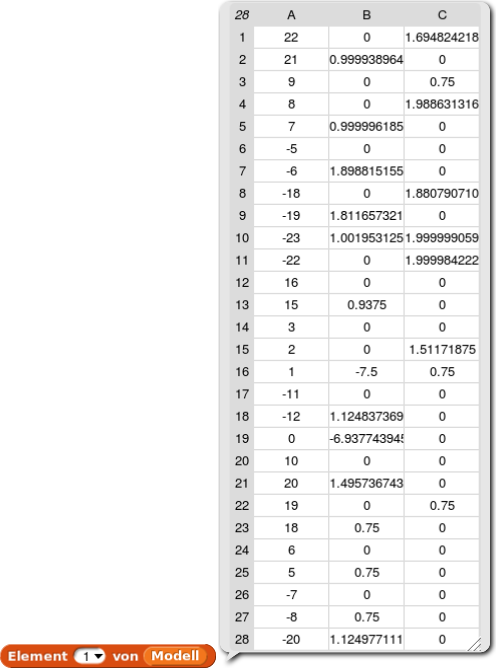 28 A B C
1 22 0 1.694824218
2 21 0.999938964 0
3 9 0 0.75
4 8 0 1.988631316
5 7 0.999996185 0
6 -5 0 0
7 -6 1.898815155 0
8 -18 0 1.880790710
9 -19 1.811657321 0
10 -23 1.001953125 1.999999059
11 -22 0 1.999984222
12 16 0 0
13 15 0.9375 0
14 3 0 0
15 2 0 1.51171875
16 1 -7.5 0.75
17 -11 0 0
18 -12 1.124837369 0
19 0 -6.937743945 0
20 10 0 0
21 20 1.495736743 0
22 19 0 0.75
23 18 0.75 0
24 6 0 0
25 5 0.75 0
26 -7 0 0
27 -8 0.75 0
28 -20 1.124977111 0
Element 1 von Modell